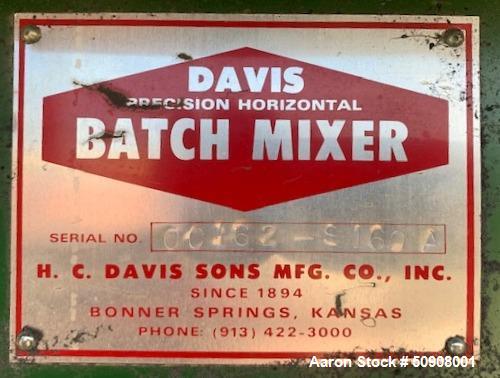 DAVIS
PRECISION HORIZONTAL
BATCH MIXER
SERIAL NO.
H. C. DAVIS SONS MFG. CO., INC.
SINCE 1894
BONNER SPRINGS, KANSAS
PHONE: (913) 422-3000
Aaron Stock # 50908004